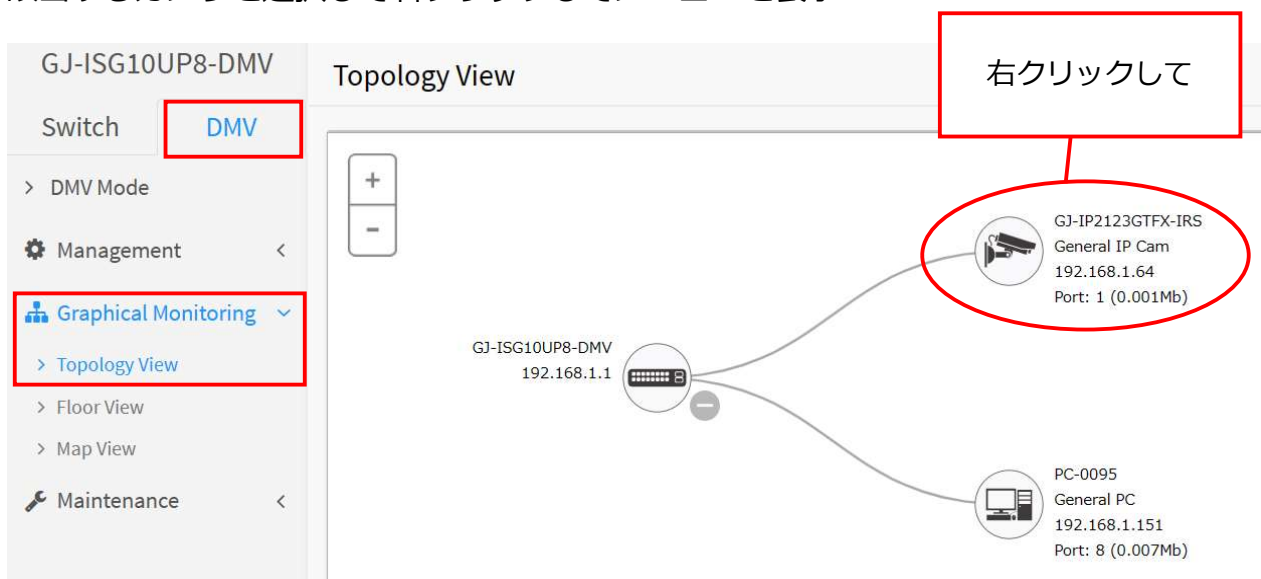 GJ-ISG10UP8-DMV
Switch
DMV
DMV Mode
Management
Graphical Monitoring
Topology View
Floor View
Map View
Maintenance
Topology View
右クリックして
+
-
GJ-IP2123GTFX-IRS
General IP Cam
192.168.1.64
Port: 1 (0.001Mb)
GJ-ISG10UP8-DMV
192.168.1.1
PC-0095
General PC
192.168.1.151
Port: 8 (0.007Mb)